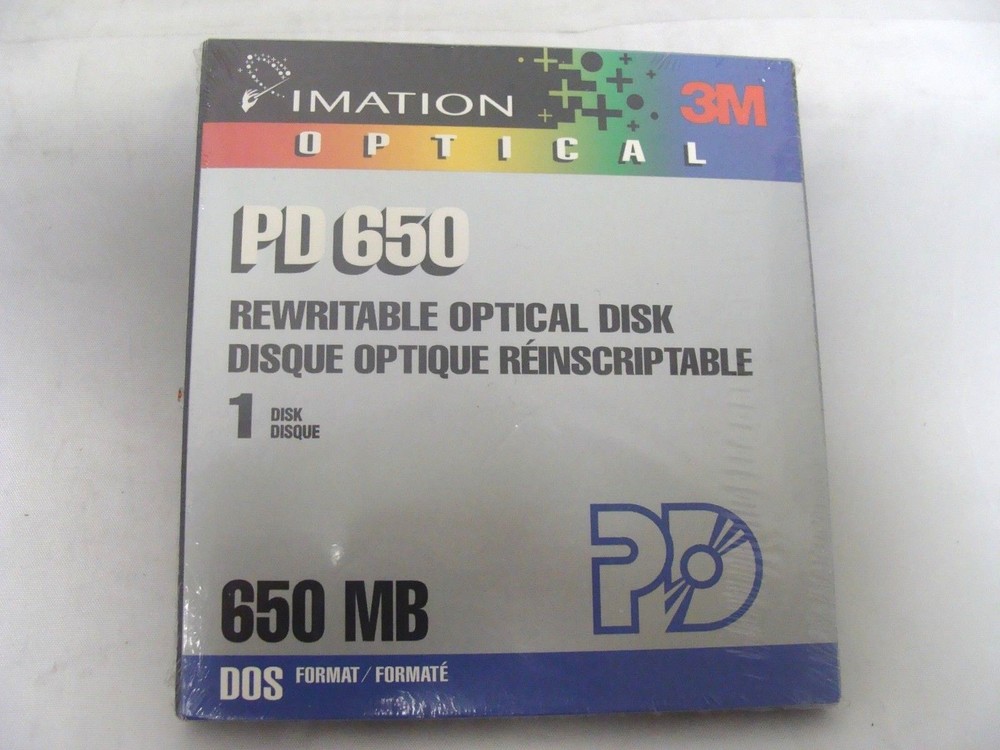 IMATION
3M
OPTICAL
PD 650
REWRITABLE OPTICAL DISK
DISQUE OPTIQUE RÉINSCRIPTABLE
1 DISK
DISQUE
PD
650 MB
DOS FORMAT / FORMATÉ